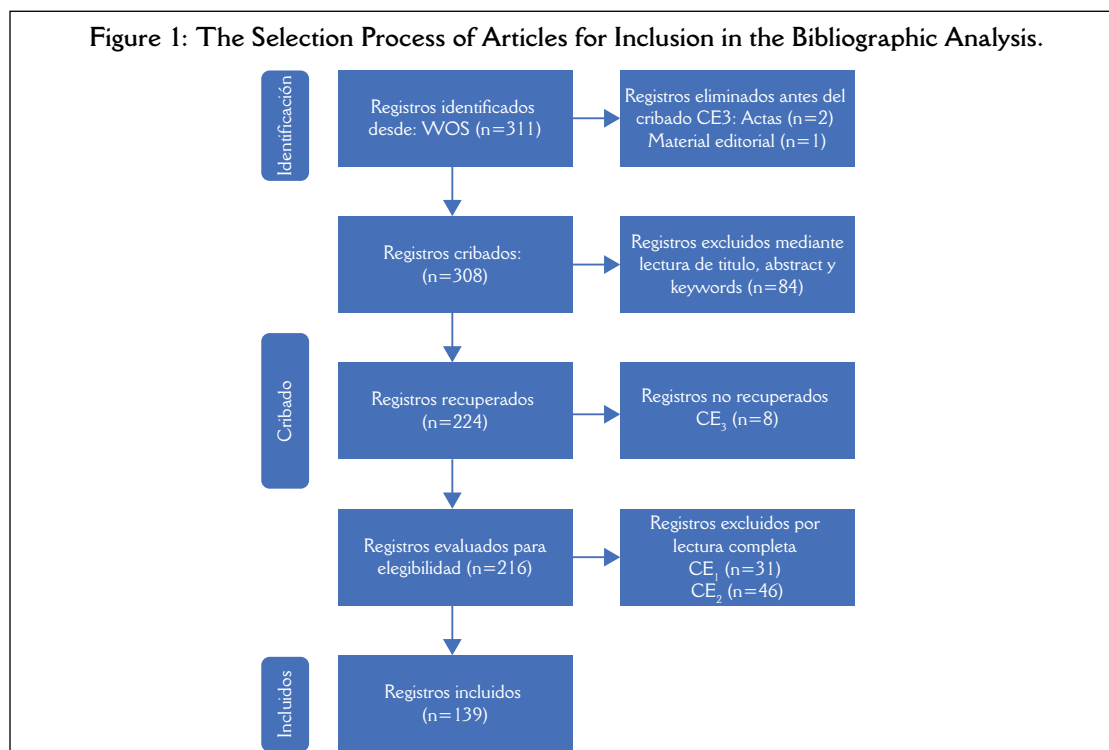 Figure 1: The Selection Process of Articles for Inclusion in the Bibliographic Analysis.
Identificación
Registros identificados
desde: WOS (n=311)
Registros eliminados antes del
cribado CE3: Actas (n=2)
Material editorial (n=1)
Registros cribados:
(n=308)
Registros excluidos mediante
lectura de titulo, abstract y
keywords (n=84)
Cribado
Registros recuperados
(n=224)
Registros no recuperados
CE₃ (n=8)
Registros evaluados para
elegibilidad (n=216)
Registros excluidos por
lectura completa
CE₁ (n=31)
CE₂ (n=46)
Incluidos
Registros incluidos
(n=139)